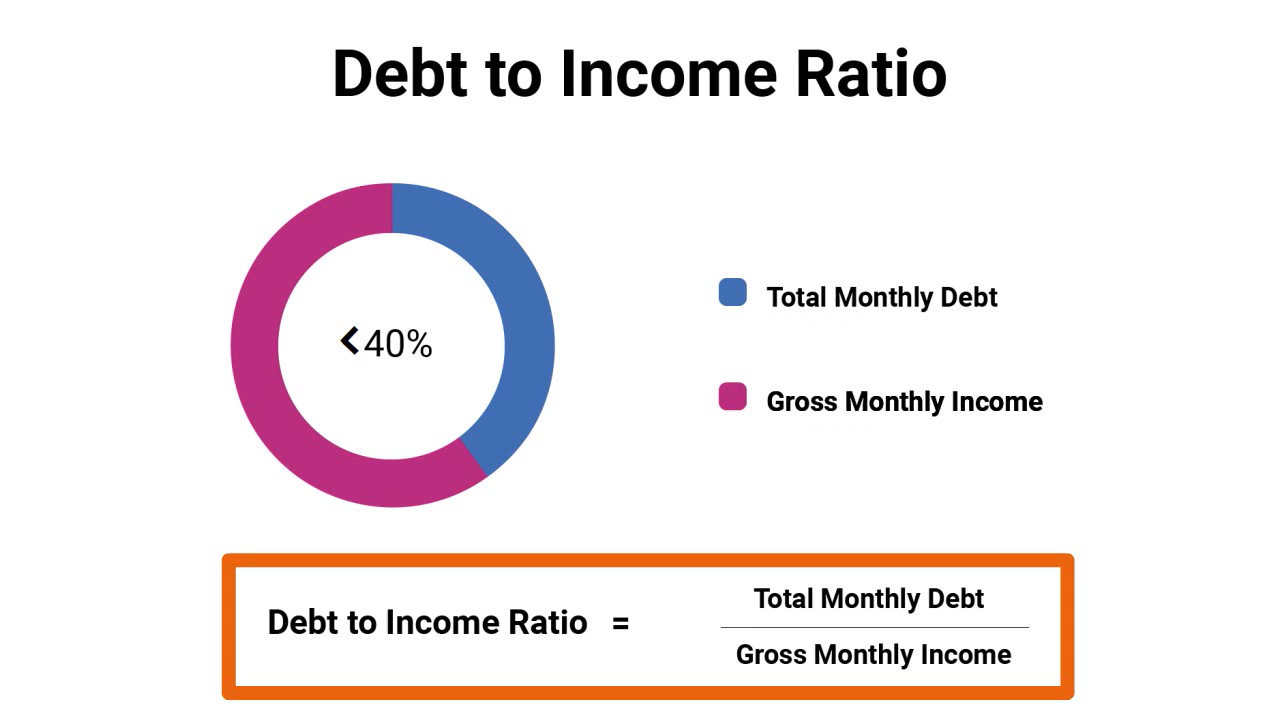 Debt to Income Ratio
<40%
Total Monthly Debt
Gross Monthly Income
Debt to Income Ratio =
Total Monthly Debt
Gross Monthly Income